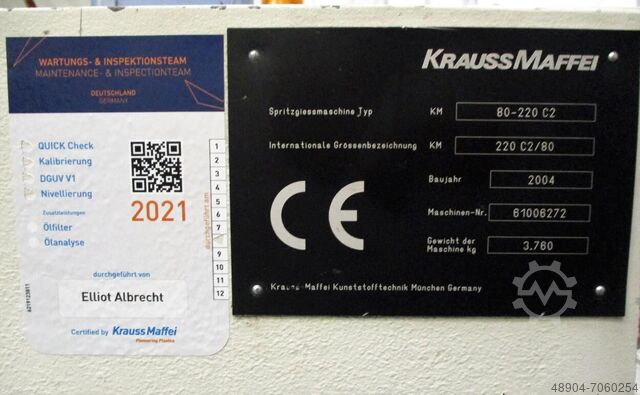 WARTUNGS- & INSPEKTIONSTEAM
MAINTENANCE- & INSPECTIONTEAM
DEUTSCHLAND
GERMANY
QUICK Check
Kalibrierung
DGUV V1
Nivellierung
Zusatzleistungen
Ölfilter
Ölanalyse
2021
durchgeführt am
1
2
3
4
5
6
7
9
10
11
12
durchgeführt von
Elliot Albrecht
Certified by KraussMaffei
Pioneering Plastics
KRAUSSMAFFEI
Spritzgiessmaschine Typ KM 80-220 C2
Internationale Grössenbezeichnung KM 220 C2/80
Baujahr 2004
Maschinen-Nr. 61006272
Gewicht der
Maschine kg 3.760
CE
Krauss-Maffei Kunststofftechnik München Germany
48904-7060254